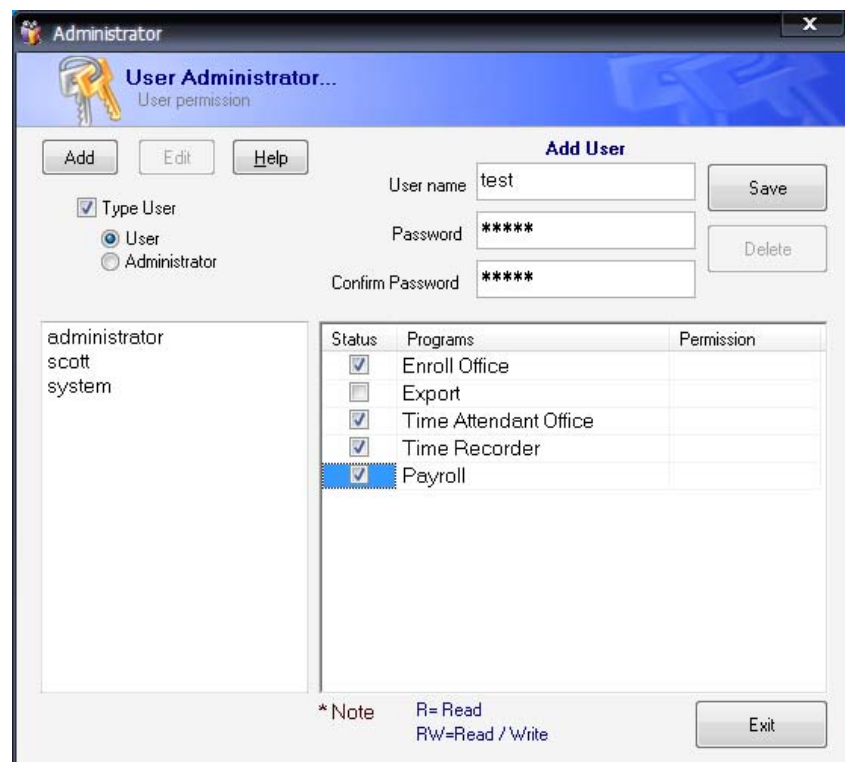 Administrator
User Administrator...
User permission
Add Edit Help
Type User
User
Administrator
Add User
User name test
Password *****
Confirm Password *****
Save
Delete
administrator
scott
system
Status Programs Permission
Enroll Office
Export
Time Attendant Office
Time Recorder
Payroll
* Note R= Read
RW=Read / Write
Exit